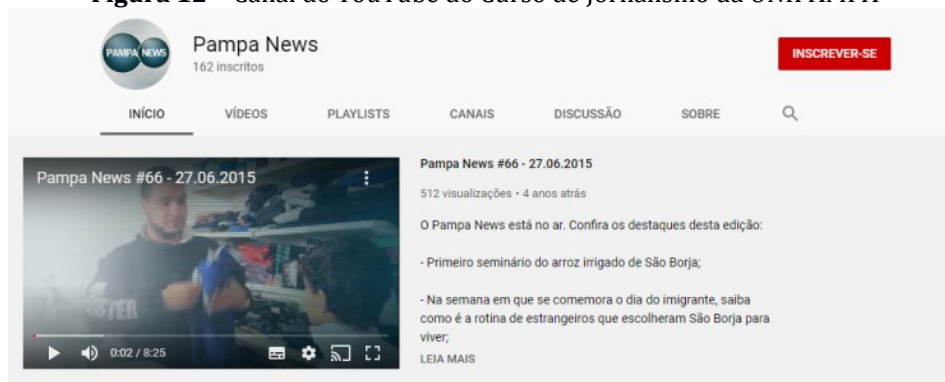 PAMPA NEWS
Pampa News
162 inscritos
INSCREVER-SE
INÍCIO VÍDEOS PLAYLISTS CANAIS DISCUSSÃO SOBRE
Pampa News #66 - 27.06.2015
0:02 / 8:25
Pampa News #66 - 27.06.2015
512 visualizações • 4 anos atrás
O Pampa News está no ar. Confira os destaques desta edição:
- Primeiro seminário do arroz irrigado de São Borja;
- Na semana em que se comemora o dia do imigrante, saiba
como é a rotina de estrangeiros que escolheram São Borja para
viver;
LEIA MAIS